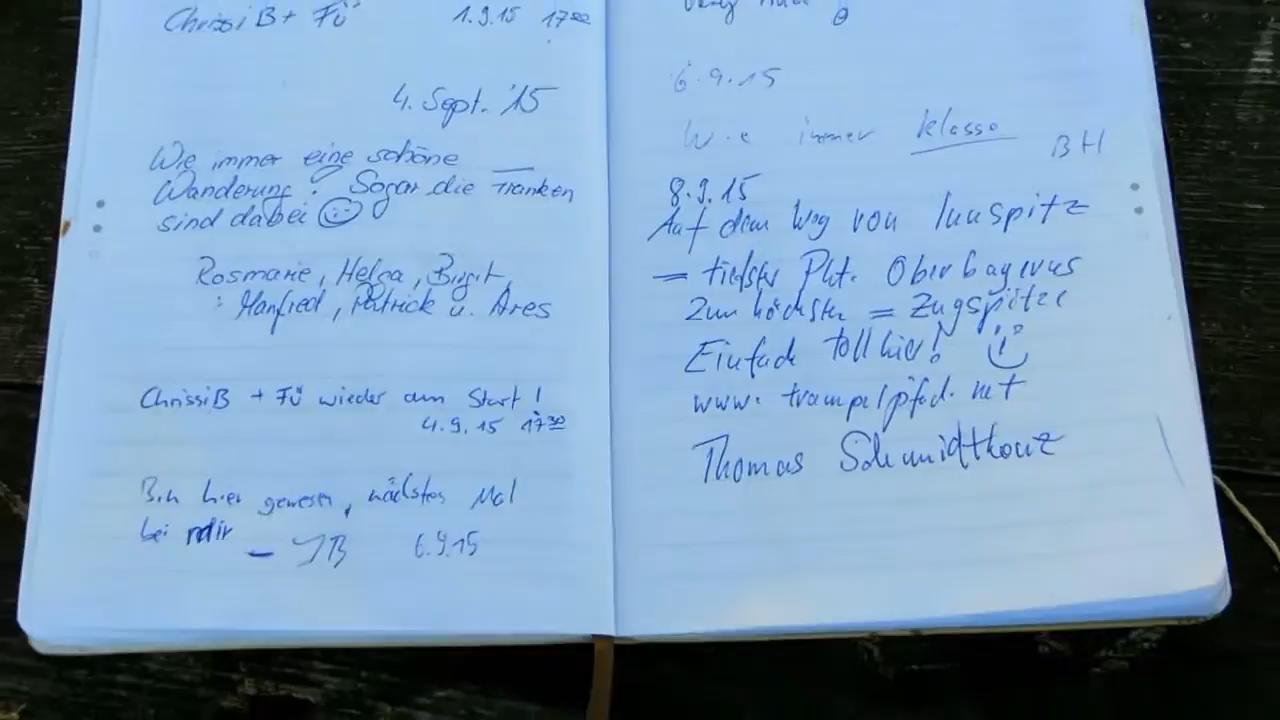 Chrissi B + Fü 1.9.15 17⁰⁰
4. Sept. '15
Wie immer eine schöne
Wanderung! Sogar die Franken
sind dabei ☺
Rosmarie, Helga, Birgit,
Manfred, Patrick u. Ares
Chrissi B + Fü wieder am Start!
4.9.15 17³⁰
Bin hier gewesen, nächstes Mal
bei dir - JB 6.9.15
6.9.15
Wie immer klasse BH
8.9.15
Auf dem Weg von Innspitz
= tiefster Pkt. Oberbayerns
zum höchsten = Zugspitze
Einfach toll hier! ☺
www.trampelpfad.net
Thomas Schmidtkonz